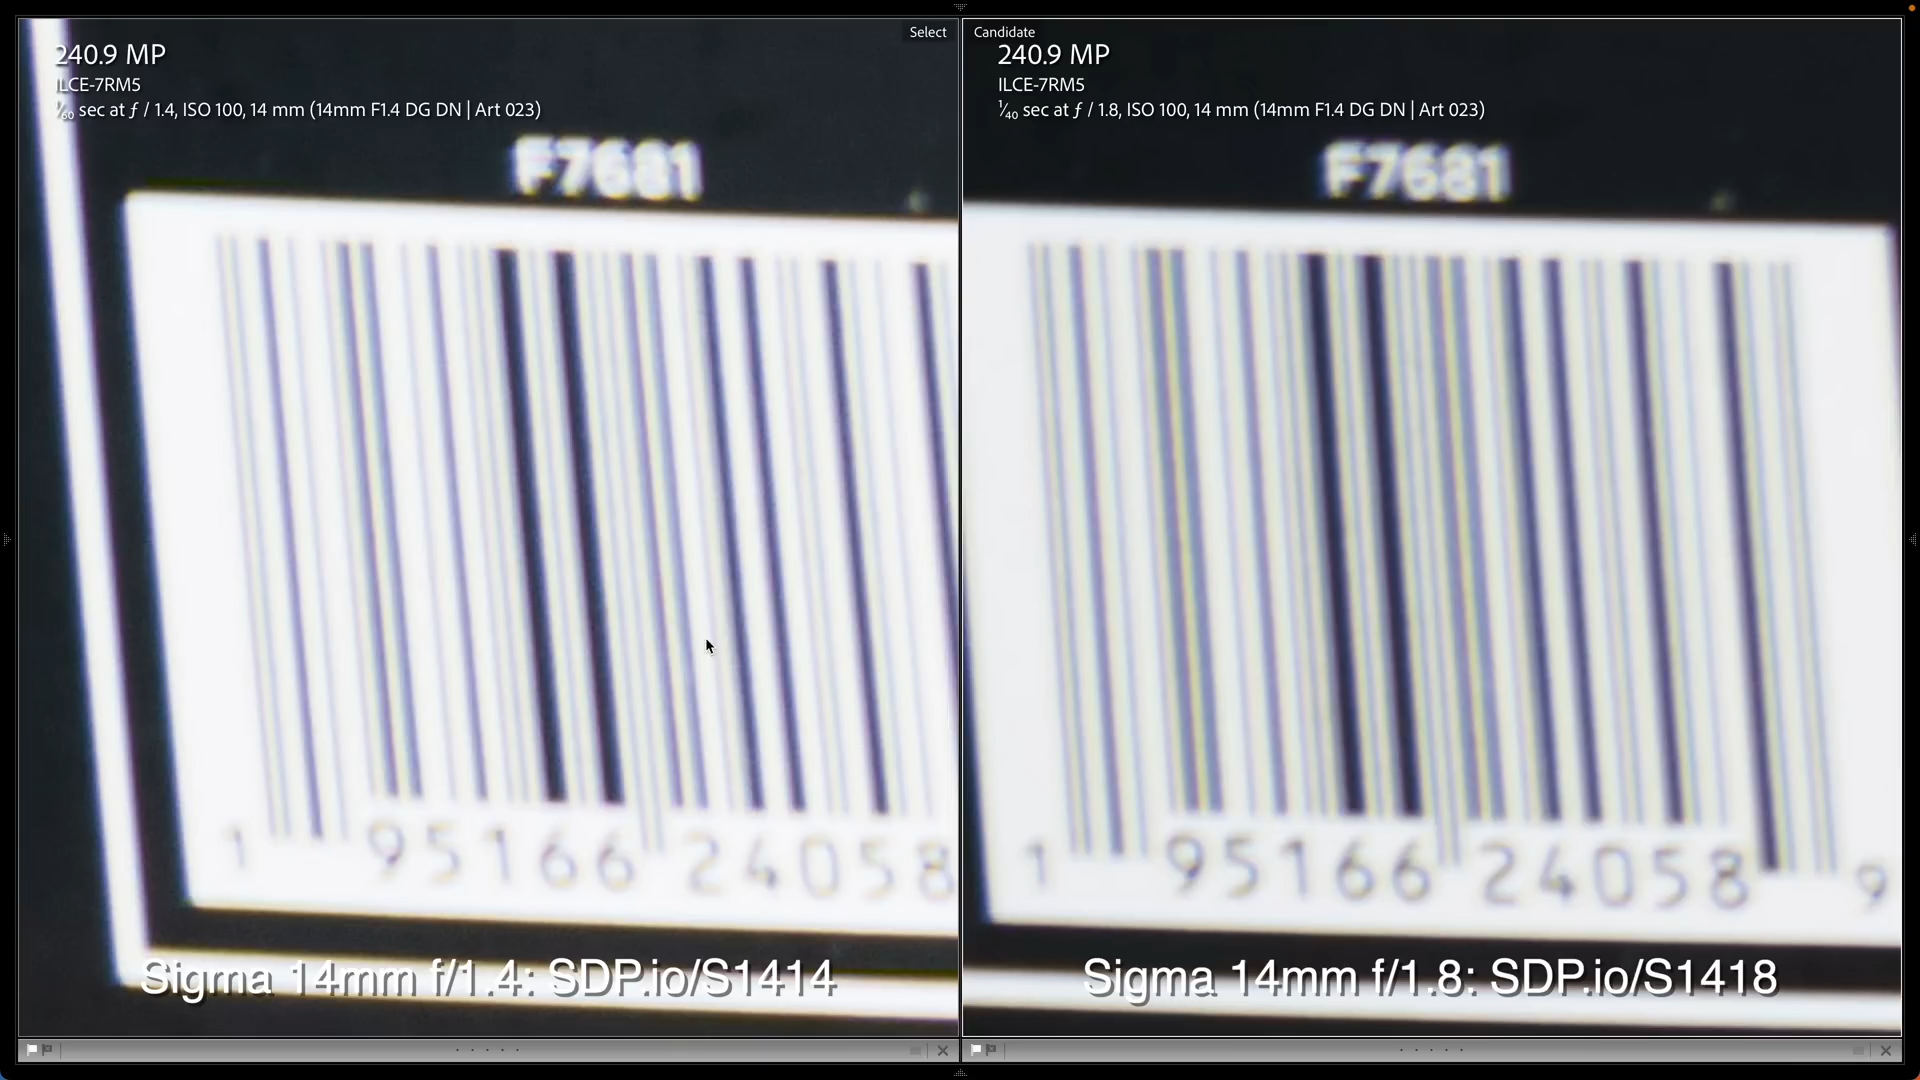 Select
240.9 MP
ILCE-7RM5
1/60 sec at ƒ / 1.4, ISO 100, 14 mm (14mm F1.4 DG DN | Art 023)
F7681
1 95166 24058
Sigma 14mm f/1.4: SDP.io/S1414
Candidate
240.9 MP
ILCE-7RM5
1/40 sec at ƒ / 1.8, ISO 100, 14 mm (14mm F1.4 DG DN | Art 023)
F7681
1 95166 24058 9
Sigma 14mm f/1.8: SDP.io/S1418